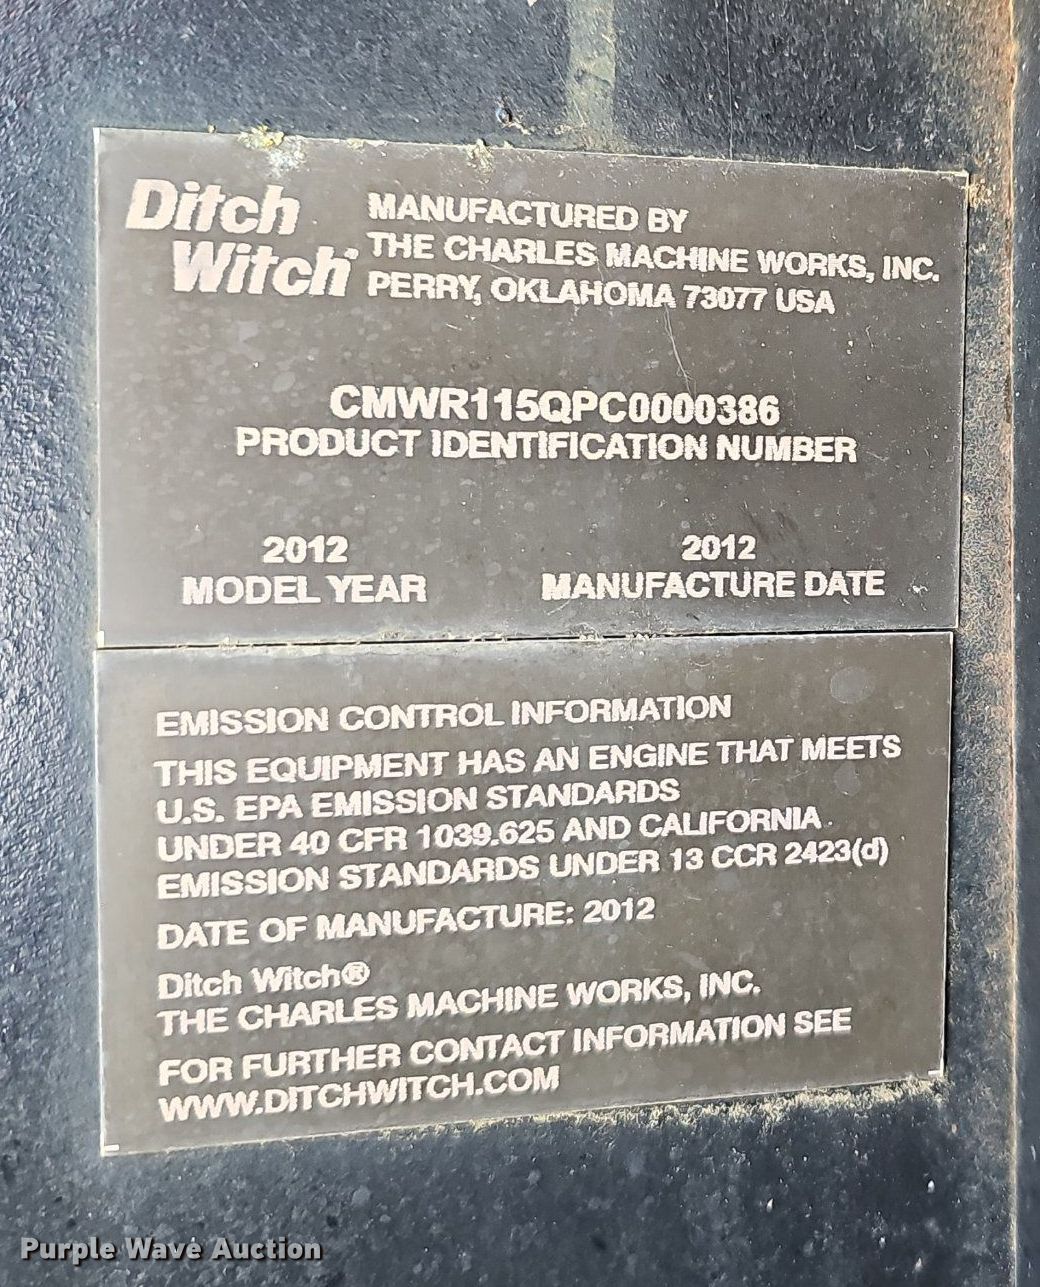 Ditch
Witch®
MANUFACTURED BY
THE CHARLES MACHINE WORKS, INC.
PERRY, OKLAHOMA 73077 USA
CMWR115QPC0000386
PRODUCT IDENTIFICATION NUMBER
2012
MODEL YEAR
2012
MANUFACTURE DATE
EMISSION CONTROL INFORMATION
THIS EQUIPMENT HAS AN ENGINE THAT MEETS
U.S. EPA EMISSION STANDARDS
UNDER 40 CFR 1039.625 AND CALIFORNIA
EMISSION STANDARDS UNDER 13 CCR 2423(d)
DATE OF MANUFACTURE: 2012
Ditch Witch®
THE CHARLES MACHINE WORKS, INC.
FOR FURTHER CONTACT INFORMATION SEE
WWW.DITCHWITCH.COM
Purple Wave Auction